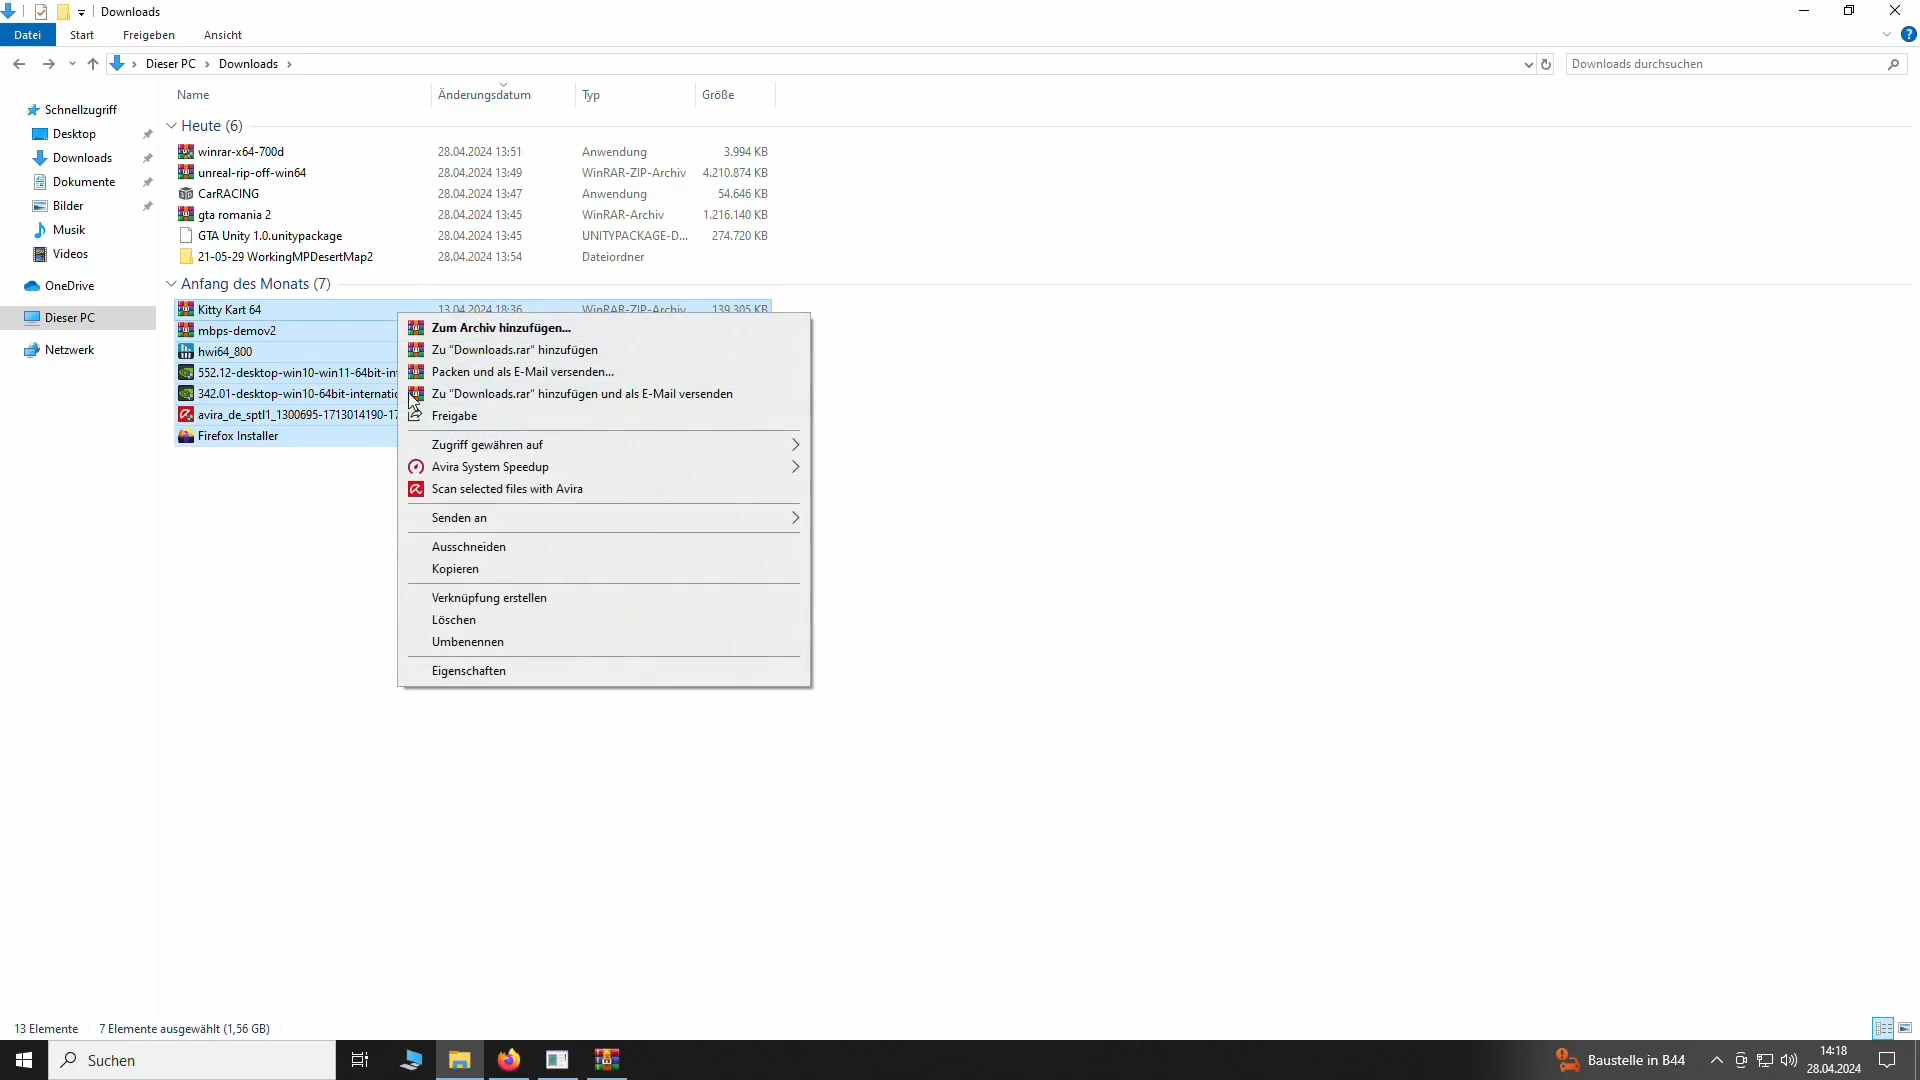 Downloads
Datei Start Freigeben Ansicht
Dieser PC Downloads
Downloads durchsuchen
Name Änderungsdatum Typ Größe
Schnellzugriff
Desktop
Downloads
Dokumente
Bilder
Musik
Videos
OneDrive
Dieser PC
Netzwerk
Heute (6)
winrar-x64-700d 28.04.2024 13:51 Anwendung 3.994 KB
unreal-rip-off-win64 28.04.2024 13:49 WinRAR-ZIP-Archiv 4.210.874 KB
CarRACING 28.04.2024 13:47 Anwendung 54.646 KB
gta romania 2 28.04.2024 13:45 WinRAR-Archiv 1.216.140 KB
GTA Unity 1.0.unitypackage 28.04.2024 13:45 UNITYPACKAGE-D... 274.720 KB
21-05-29 WorkingMPDesertMap2 28.04.2024 13:54 Dateiordner
Anfang des Monats (7)
Kitty Kart 64 13.04.2024 18:36 WinRAR-ZIP-Archiv 139.305 KB
mbps-demov2
hwi64_800
552.12-desktop-win10-win11-64bit-in
342.01-desktop-win10-64bit-internatio
avira_de_sptl1_1300695-1713014190-17
Firefox Installer
Zum Archiv hinzufügen...
Zu "Downloads.rar" hinzufügen
Packen und als E-Mail versenden...
Zu "Downloads.rar" hinzufügen und als E-Mail versenden
Freigabe
Zugriff gewähren auf
Avira System Speedup
Scan selected files with Avira
Senden an
Ausschneiden
Kopieren
Verknüpfung erstellen
Löschen
Umbenennen
Eigenschaften
13 Elemente 7 Elemente ausgewählt (1,56 GB)
Suchen
Baustelle in B44
14:18
28.04.2024